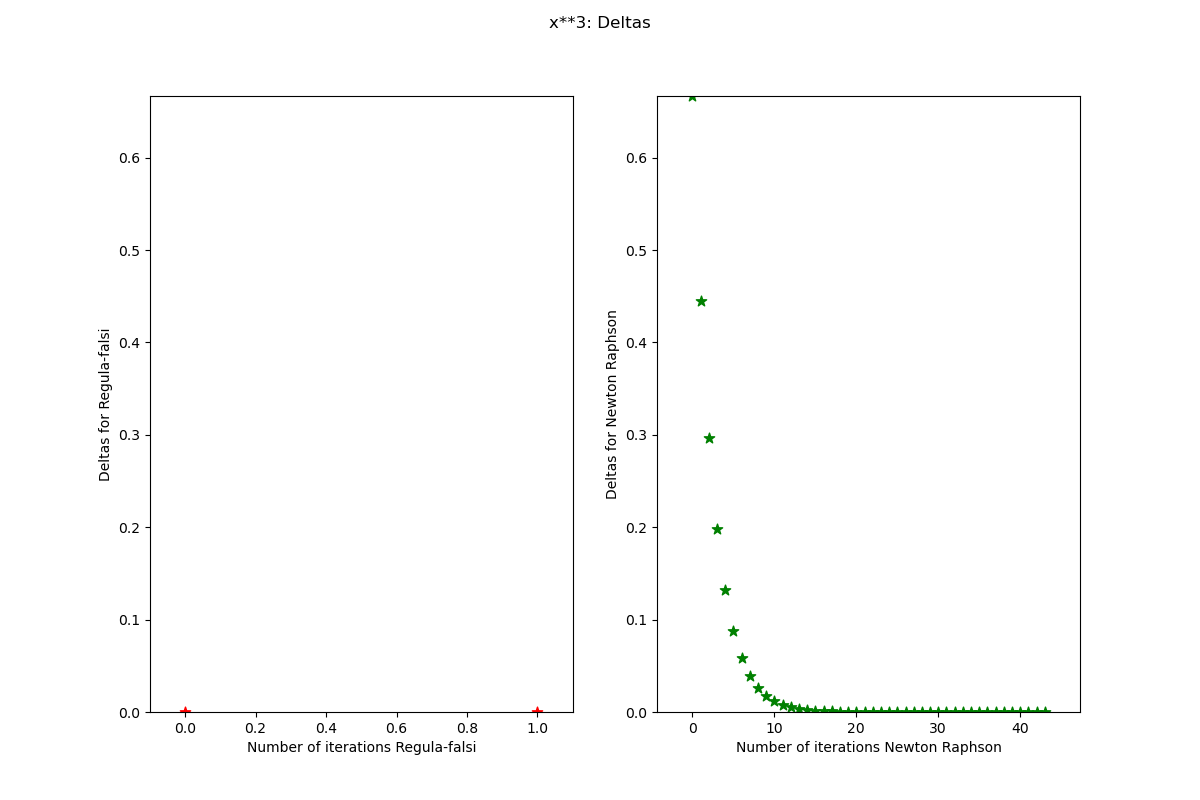 x**3: Deltas
Deltas for Regula-falsi
0.6
0.5
0.4
0.3
0.2
0.1
0.0
0.0 0.2 0.4 0.6 0.8 1.0
Number of iterations Regula-falsi
Deltas for Newton Raphson
0.6
0.5
0.4
0.3
0.2
0.1
0.0
0 10 20 30 40
Number of iterations Newton Raphson